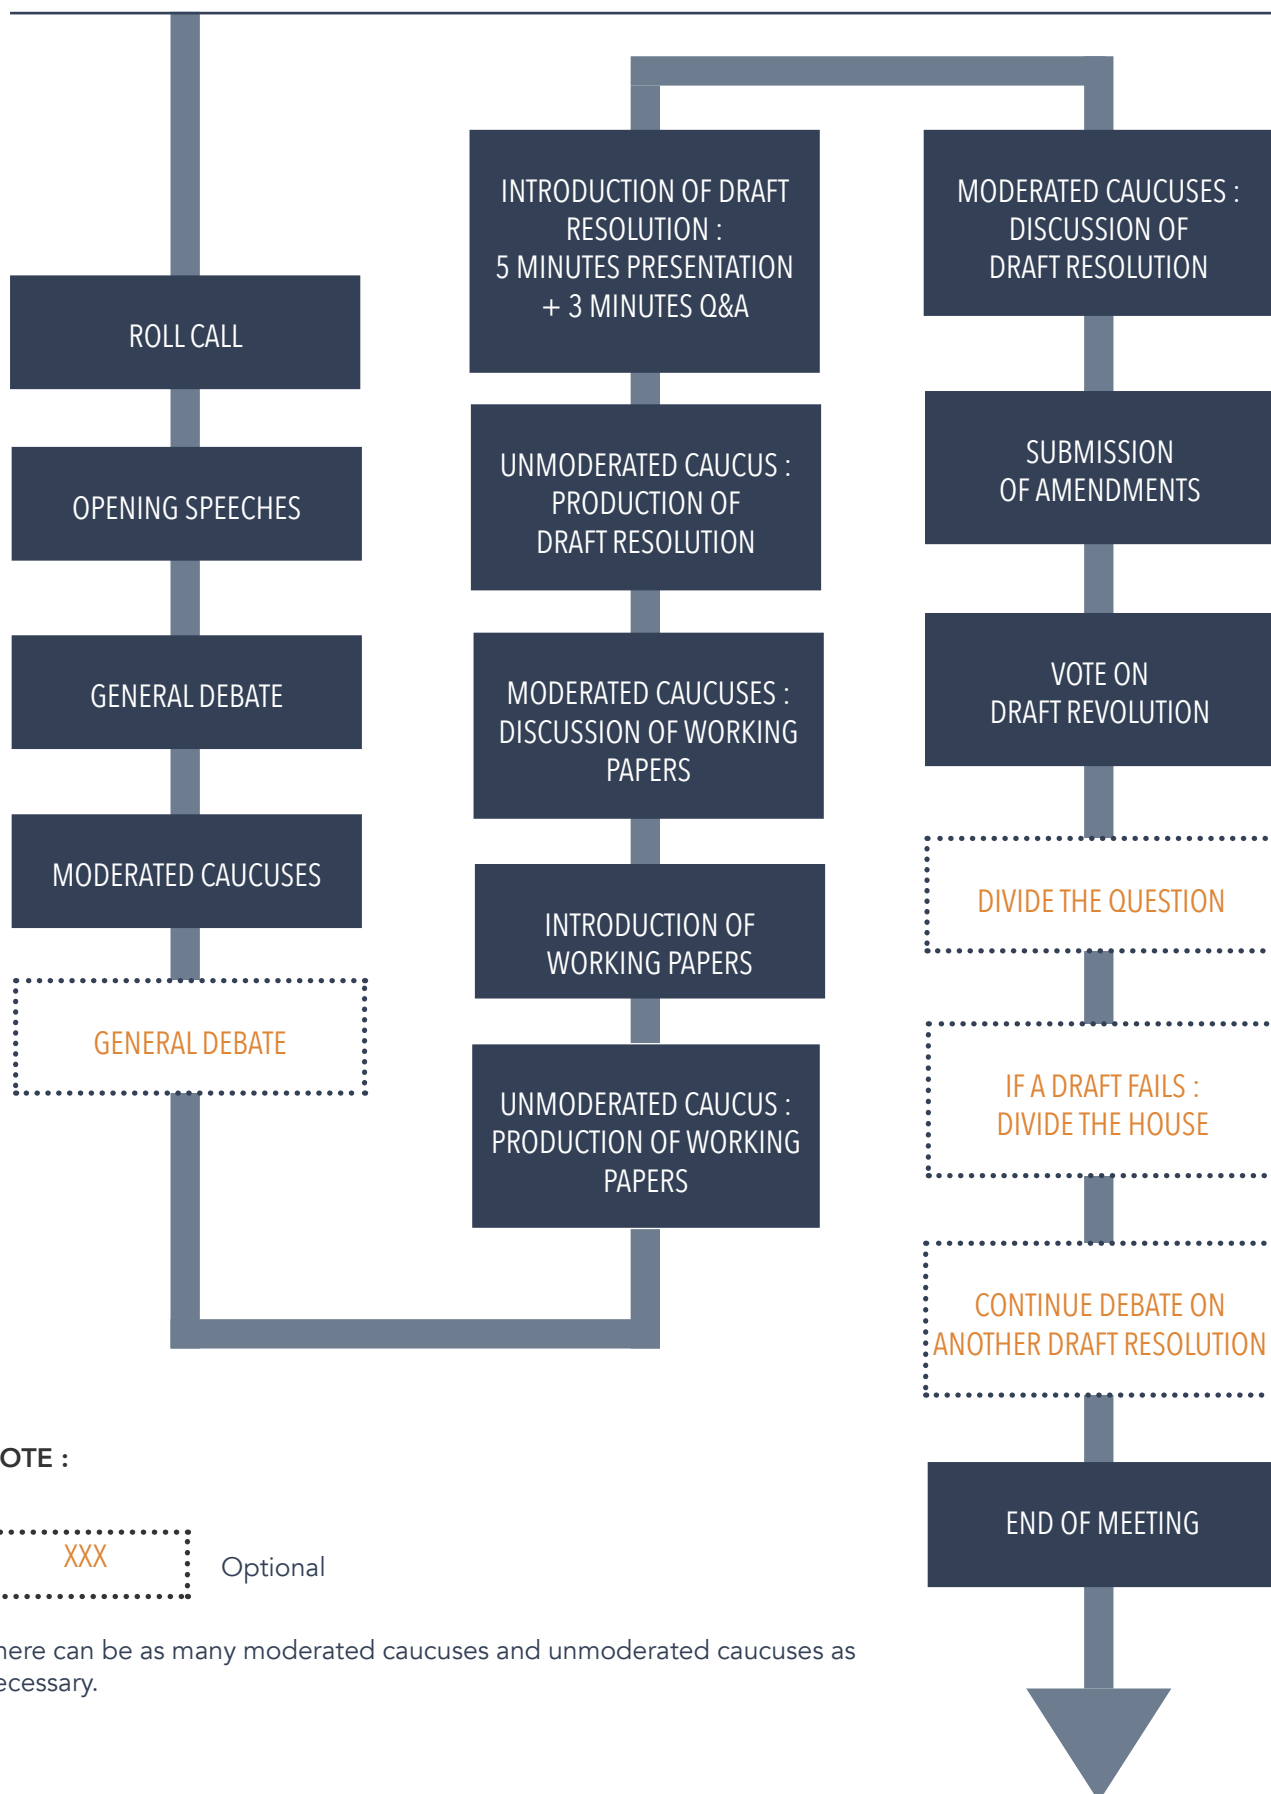 ROLL CALL
OPENING SPEECHES
GENERAL DEBATE
MODERATED CAUCUSES
GENERAL DEBATE
INTRODUCTION OF DRAFT
RESOLUTION :
5 MINUTES PRESENTATION
+ 3 MINUTES Q&A
UNMODERATED CAUCUS :
PRODUCTION OF
DRAFT RESOLUTION
MODERATED CAUCUSES :
DISCUSSION OF WORKING
PAPERS
INTRODUCTION OF
WORKING PAPERS
UNMODERATED CAUCUS :
PRODUCTION OF WORKING
PAPERS
MODERATED CAUCUSES :
DISCUSSION OF
DRAFT RESOLUTION
SUBMISSION
OF AMENDMENTS
VOTE ON
DRAFT REVOLUTION
DIVIDE THE QUESTION
IF A DRAFT FAILS :
DIVIDE THE HOUSE
CONTINUE DEBATE ON
ANOTHER DRAFT RESOLUTION
END OF MEETING
OTE :
XXX
Optional
here can be as many moderated caucuses and unmoderated caucuses as
ecessary.